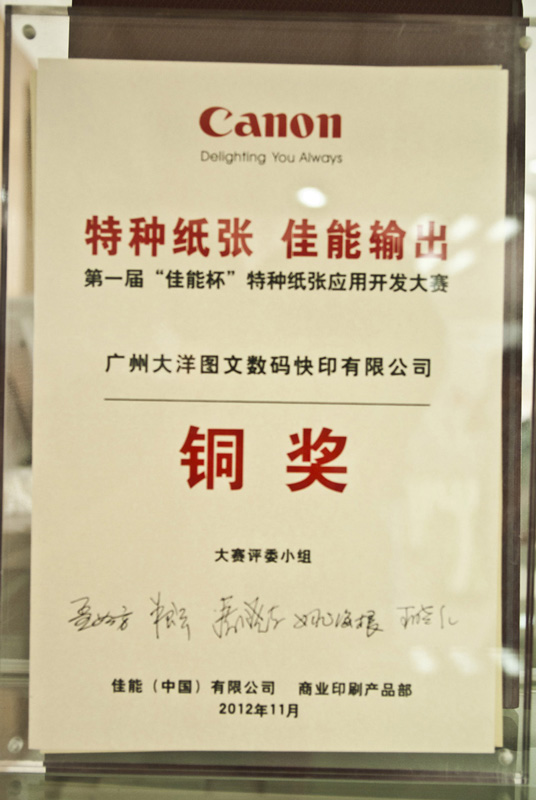 Canon
Delighting You Always
特种纸张 佳能输出
第一届“佳能杯”特种纸张应用开发大赛
广州大洋图文数码快印有限公司
铜奖
大赛评委小组
佳能（中国）有限公司 商业印刷产品部
2012年11月